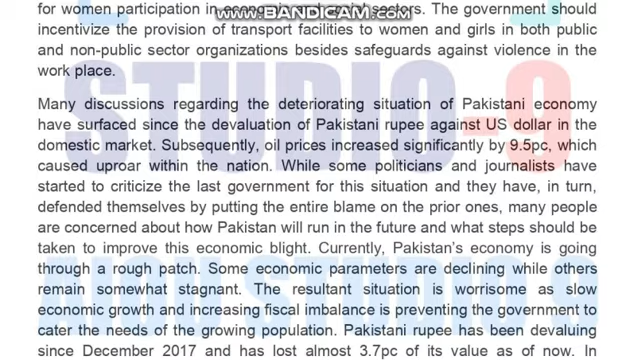 for women participation in economic
sectors. The government should
www.BANDICAM.com
incentivize the provision of transport facilities to women and girls in both public
and non-public sector organizations besides safeguards against violence in the
work place.
Many discussions regarding the deteriorating situation of Pakistani economy
have surfaced since the devaluation of Pakistani rupee against US dollar in the
domestic market. Subsequently, oil prices increased significantly by 9.5pc, which
caused uproar within the nation. While some politicians and journalists have
started to criticize the last government for this situation and they have, in turn,
defended themselves by putting the entire blame on the prior ones, many people
are concerned about how Pakistan will run in the future and what steps should be
taken to improve this economic blight. Currently, Pakistan's economy is going
through a rough patch. Some economic parameters are declining while others
remain somewhat stagnant. The resultant situation is worrisome as slow
economic growth and increasing fiscal imbalance is preventing the government to
cater the needs of the growing population. Pakistani rupee has been devaluing
since December 2017 and has lost almost 3.7pc of its value as of now. In
STUDIO-9
AIOU STUDIO 9